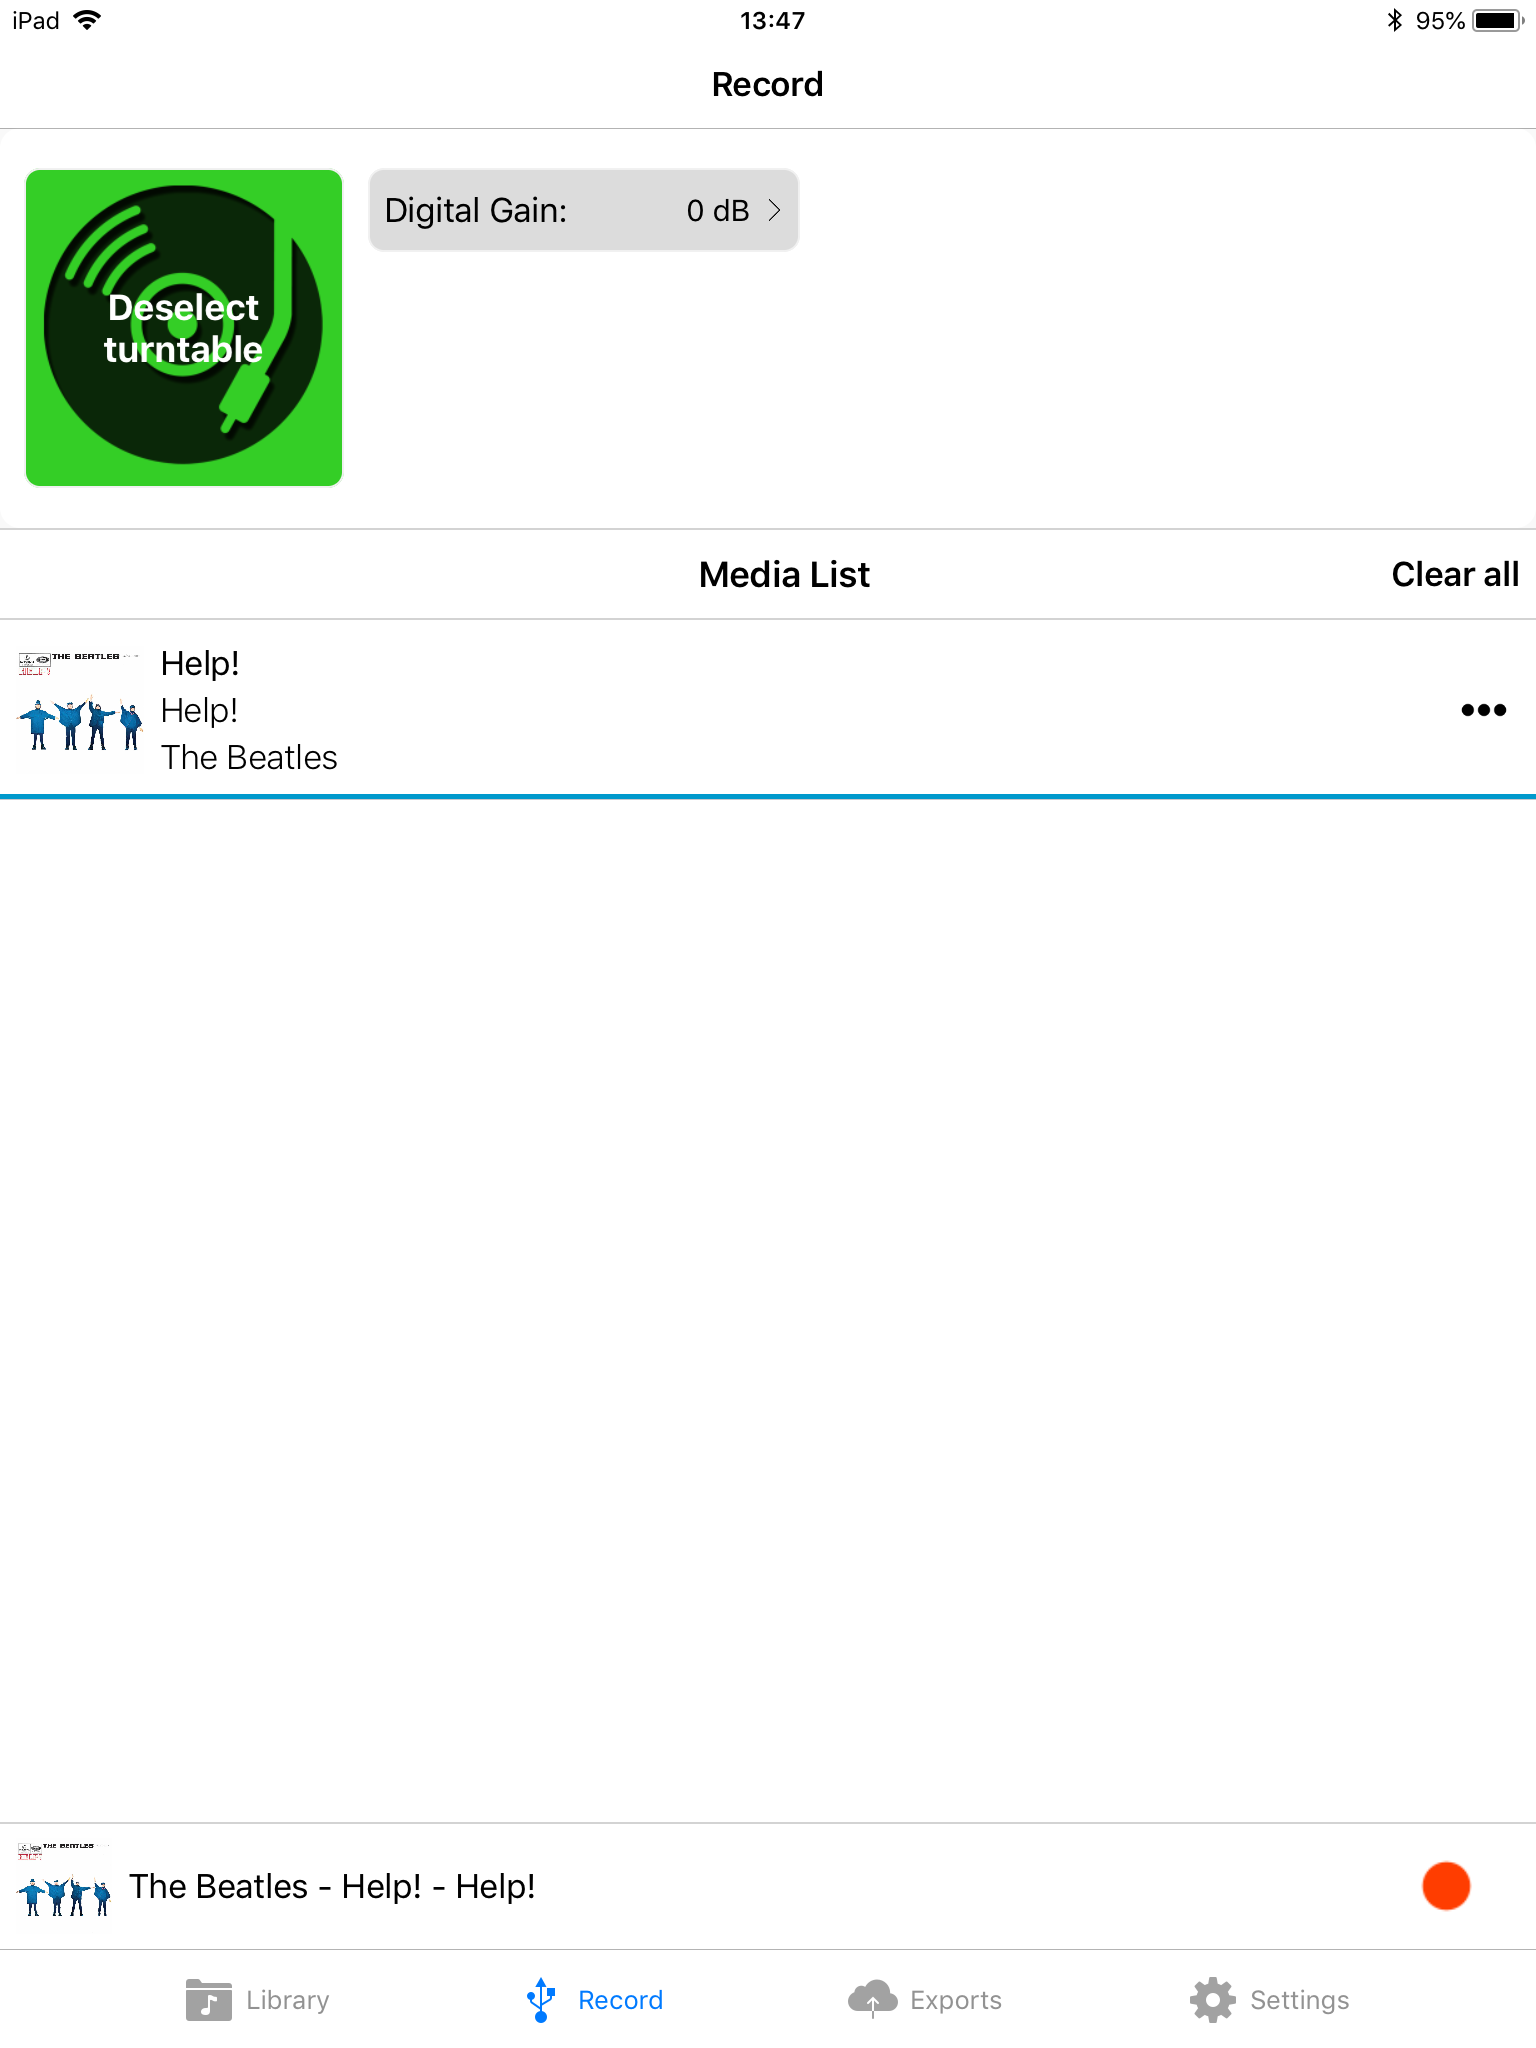 iPad 13:47 95%
Record
Deselect
turntable
Digital Gain: 0 dB
Media List Clear all
THE BEATLES
Help!
Help!
The Beatles
THE BEATLES
The Beatles - Help! - Help!
Library Record Exports Settings